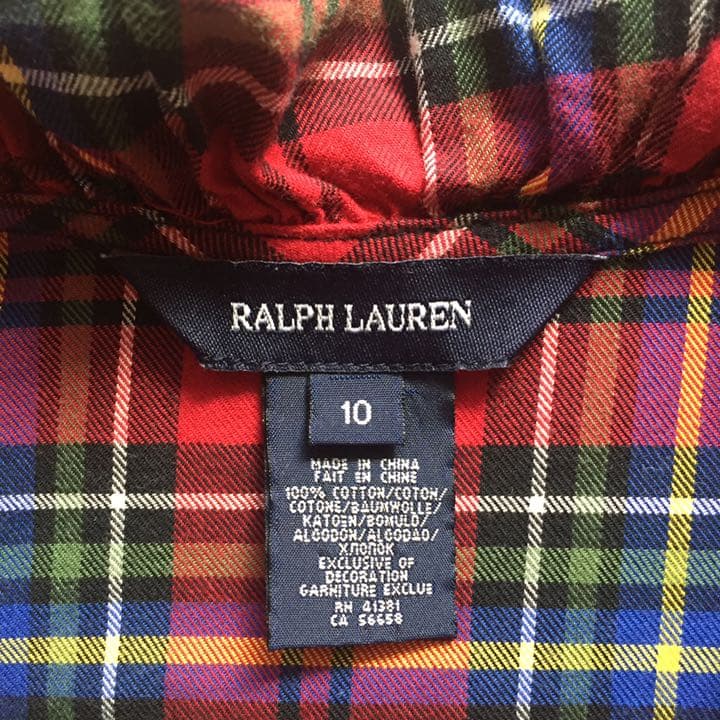 RALPH LAUREN
10
MADE IN CHINA
FAIT EN CHINE
100% COTTON/COTON/
COTONE/BAUMWOLLE/
KATOEN/BOMULD/
ALGODON/ALGODAO/
ХЛОПОК
EXCLUSIVE OF
DECORATION
GARNITURE EXCLUE
RN 41381
CA 56658